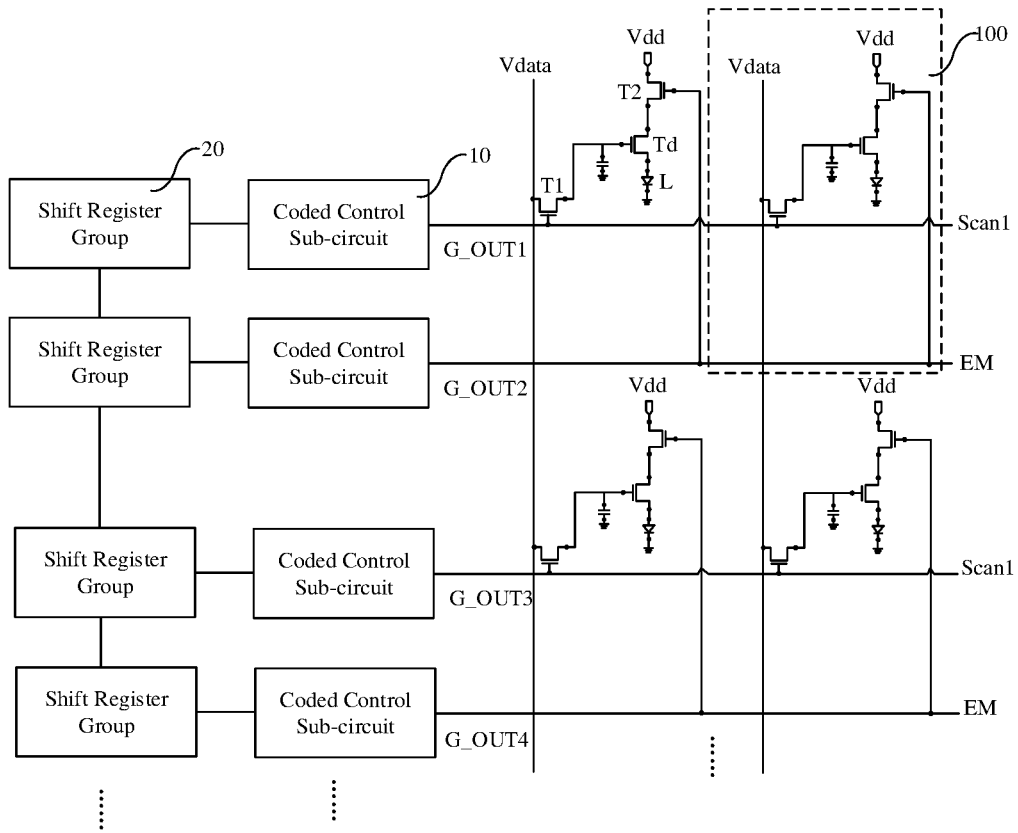 Vdd
Vdd
100
Vdata
Vdata
T2
Td
20
10
T1
L
Shift Register
Group
Coded Control
Sub-circuit
Scan1
G_OUT1
Shift Register
Group
Coded Control
Sub-circuit
EM
G_OUT2
Vdd
Vdd
Shift Register
Group
Coded Control
Sub-circuit
Scan1
G_OUT3
Shift Register
Group
Coded Control
Sub-circuit
EM
G_OUT4